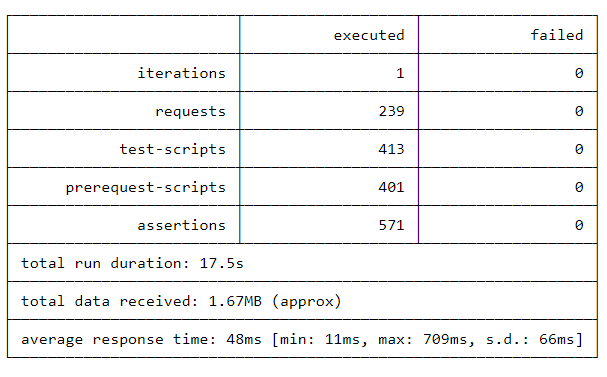 executed failed
iterations 1 0
requests 239 0
test-scripts 413 0
prerequest-scripts 401 0
assertions 571 0
total run duration: 17.5s
total data received: 1.67MB (approx)
average response time: 48ms [min: 11ms, max: 709ms, s.d.: 66ms]